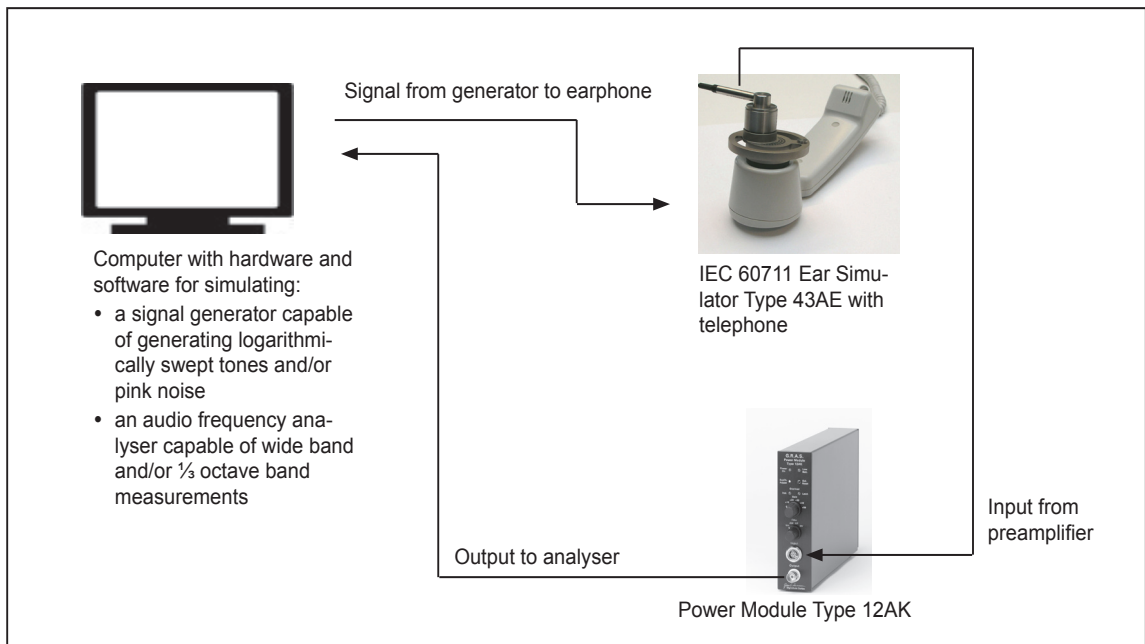 Signal from generator to earphone
Computer with hardware and
software for simulating:
• a signal generator capable
of generating logarithmi-
cally swept tones and/or
pink noise
• an audio frequency ana-
lyser capable of wide band
and/or ⅓ octave band
measurements
IEC 60711 Ear Simu-
lator Type 43AE with
telephone
G.R.A.S.
Power Module
Input from
preamplifier
Output to analyser
Power Module Type 12AK